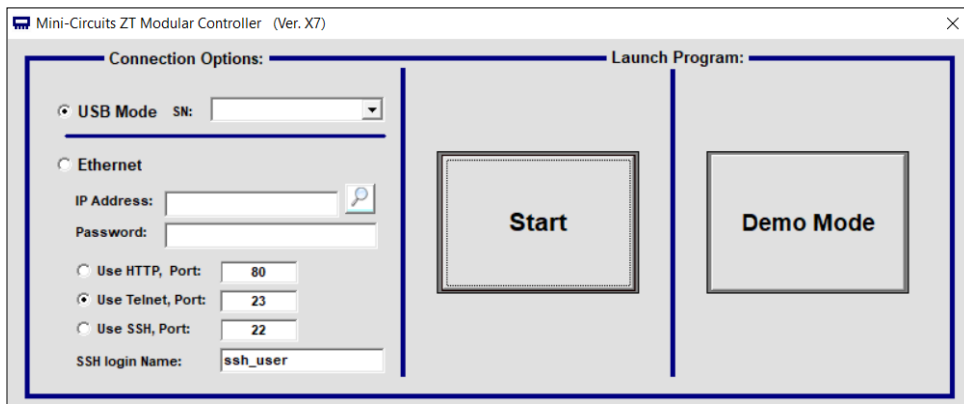 Mini-Circuits ZT Modular Controller (Ver. X7)
Connection Options:
USB Mode SN:
Ethernet
IP Address:
Password:
Use HTTP, Port: 80
Use Telnet, Port: 23
Use SSH, Port: 22
SSH login Name: ssh_user
Launch Program:
Start
Demo Mode